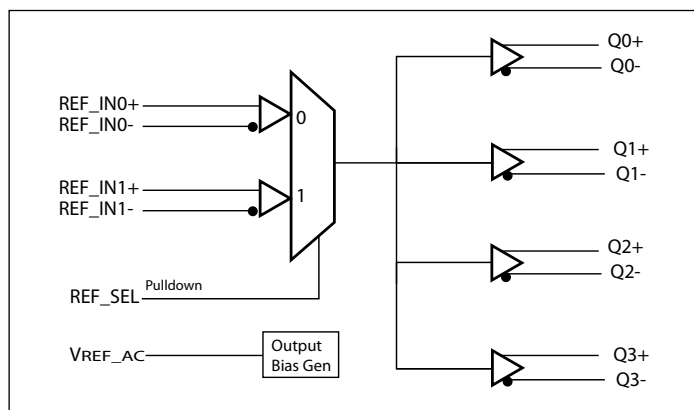 REF_IN0+
REF_IN0-
0
REF_IN1+
REF_IN1-
1
REF_SEL
Pulldown
VREF_AC
Output
Bias Gen
Q0+
Q0-
Q1+
Q1-
Q2+
Q2-
Q3+
Q3-